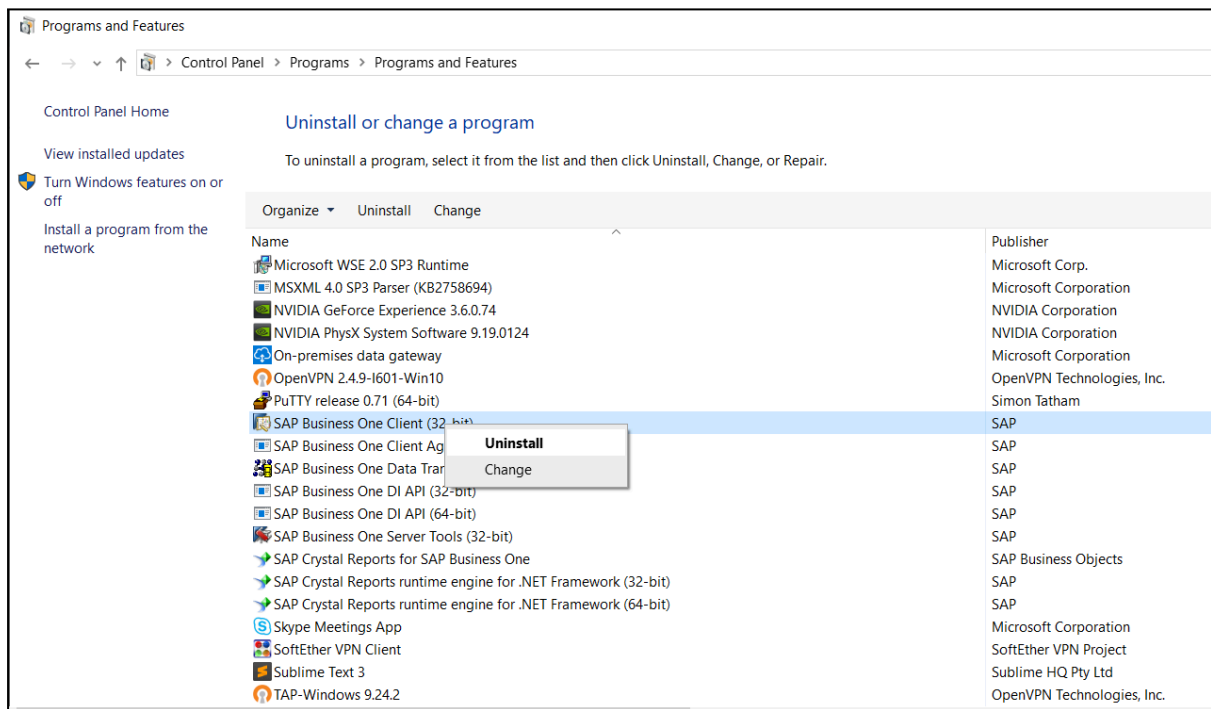 Programs and Features
Control Panel > Programs > Programs and Features
Control Panel Home
View installed updates
Turn Windows features on or
off
Install a program from the
network
Uninstall or change a program
To uninstall a program, select it from the list and then click Uninstall, Change, or Repair.
Organize Uninstall Change
Name Publisher
Microsoft WSE 2.0 SP3 Runtime Microsoft Corp.
MSXML 4.0 SP3 Parser (KB2758694) Microsoft Corporation
NVIDIA GeForce Experience 3.6.0.74 NVIDIA Corporation
NVIDIA PhysX System Software 9.19.0124 NVIDIA Corporation
On-premises data gateway Microsoft Corporation
OpenVPN 2.4.9-I601-Win10 OpenVPN Technologies, Inc.
PuTTY release 0.71 (64-bit) Simon Tatham
SAP Business One Client (32-bit) SAP
SAP Business One Client Ag SAP
SAP Business One Data Tran SAP
SAP Business One DI API (32-bit) SAP
SAP Business One DI API (64-bit) SAP
SAP Business One Server Tools (32-bit) SAP
SAP Crystal Reports for SAP Business One SAP Business Objects
SAP Crystal Reports runtime engine for .NET Framework (32-bit) SAP
SAP Crystal Reports runtime engine for .NET Framework (64-bit) SAP
Skype Meetings App Microsoft Corporation
SoftEther VPN Client SoftEther VPN Project
Sublime Text 3 Sublime HQ Pty Ltd
TAP-Windows 9.24.2 OpenVPN Technologies, Inc.
Uninstall
Change